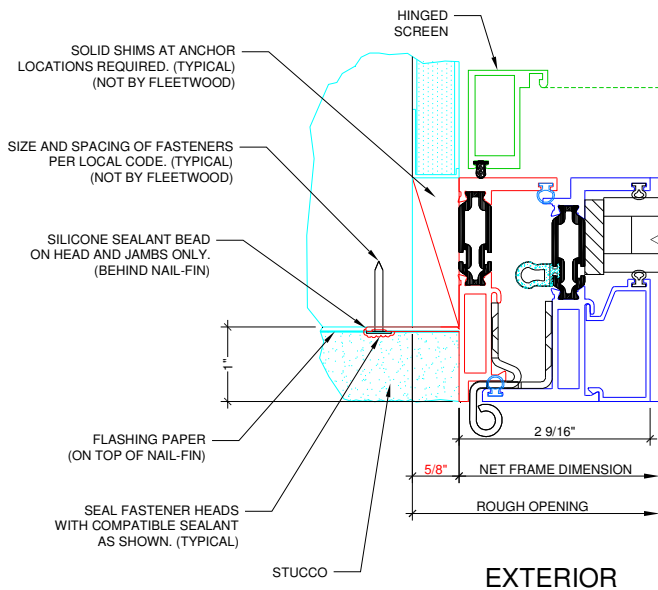 HINGED
SCREEN
SOLID SHIMS AT ANCHOR
LOCATIONS REQUIRED. (TYPICAL)
(NOT BY FLEETWOOD)
SIZE AND SPACING OF FASTENERS
PER LOCAL CODE. (TYPICAL)
(NOT BY FLEETWOOD)
SILICONE SEALANT BEAD
ON HEAD AND JAMBS ONLY.
(BEHIND NAIL-FIN)
1"
FLASHING PAPER
(ON TOP OF NAIL-FIN)
2 9/16"
5/8"
NET FRAME DIMENSION
SEAL FASTENER HEADS
WITH COMPATIBLE SEALANT
AS SHOWN. (TYPICAL)
ROUGH OPENING
STUCCO
EXTERIOR